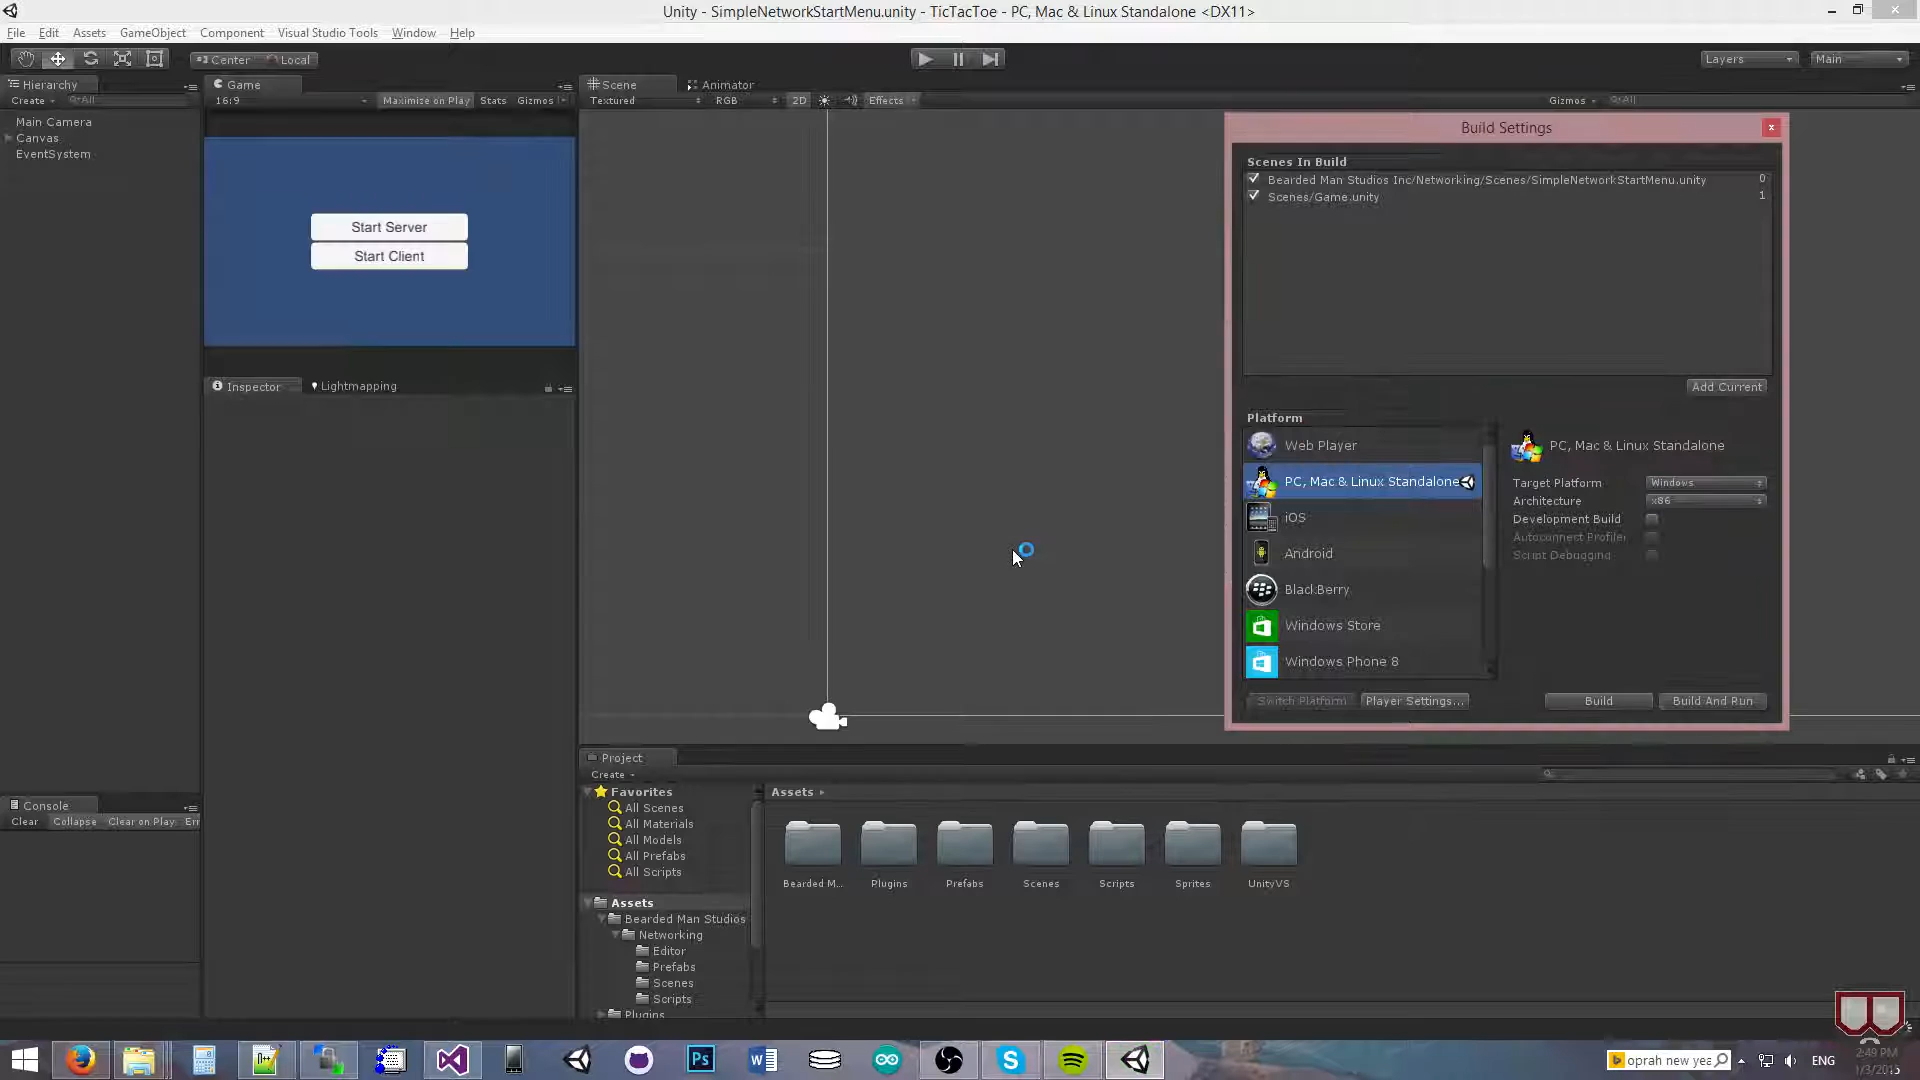 Unity - SimpleNetworkStartMenu.unity - TicTacToe - PC, Mac & Linux Standalone <DX11>
File Edit Assets GameObject Component Visual Studio Tools Window Help
Center Local Layers Main
Hierarchy Game Scene Animator
Create All 16:9 Maximize on Play Stats Gizmos Textured RGB 2D Effects Gizmos All
Main Camera
Canvas
EventSystem
Start Server
Start Client
Inspector Lightmapping
Build Settings
Scenes In Build
Bearded Man Studios Inc/Networking/Scenes/SimpleNetworkStartMenu.unity 0
Scenes/Game.unity 1
Add Current
Platform
Web Player
PC, Mac & Linux Standalone
iOS
Android
BlackBerry
Windows Store
Windows Phone 8
PC, Mac & Linux Standalone
Target Platform Windows
Architecture x86
Development Build
Autoconnect Profiler
Script Debugging
Switch Platform Player Settings... Build Build And Run
Console
Clear Collapse Clear on Play Err
Project
Create
Favorites
All Scenes
All Materials
All Models
All Prefabs
All Scripts
Assets
Bearded Man Studios
Networking
Editor
Prefabs
Scenes
Scripts
Plugins
Assets
Bearded M... Plugins Prefabs Scenes Scripts Sprites UnityVS
oprah new yea ENG
2:49 PM
1/3/2015